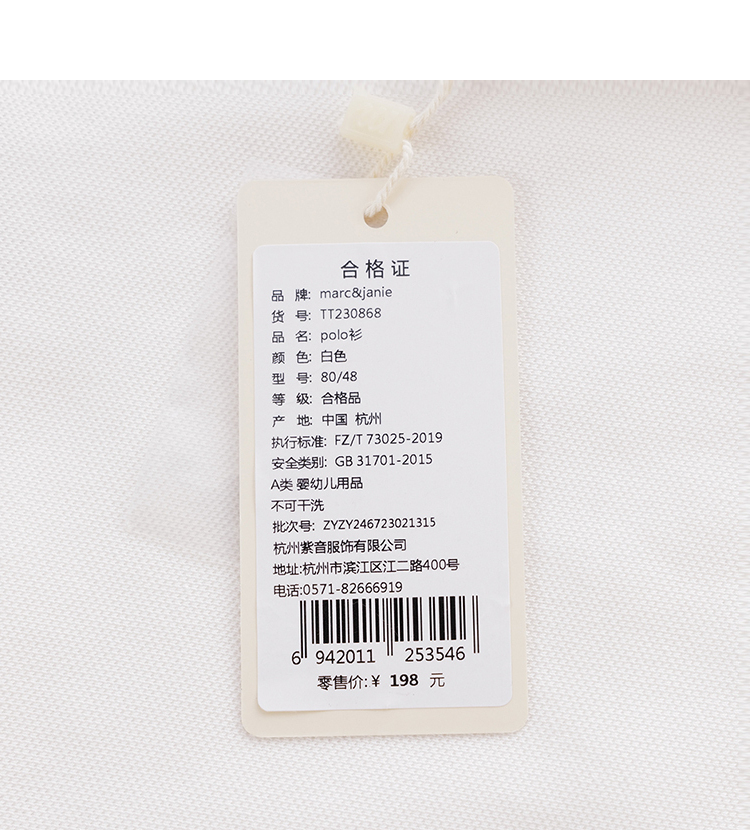 合格证
品 牌: marc&janie
货 号: TT230868
品 名: polo衫
颜 色: 白色
型 号: 80/48
等 级: 合格品
产 地: 中国 杭州
执行标准: FZ/T 73025-2019
安全类别: GB 31701-2015
A类 婴幼儿用品
不可干洗
批次号: ZYZY246723021315
杭州紫音服饰有限公司
地址:杭州市滨江区江二路400号
电话:0571-82666919
6 942011 253546
零售价:¥ 198 元